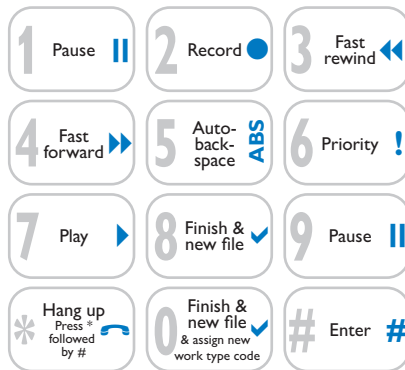 1 Pause
2 Record
3 Fast
rewind
4 Fast
forward
5 Auto-
back-
space
ABS
6 Priority !
7 Play
8 Finish &
new file
9 Pause
* Hang up
Press *
followed
by #
0 Finish &
new file
& assign new
work type code
# Enter #